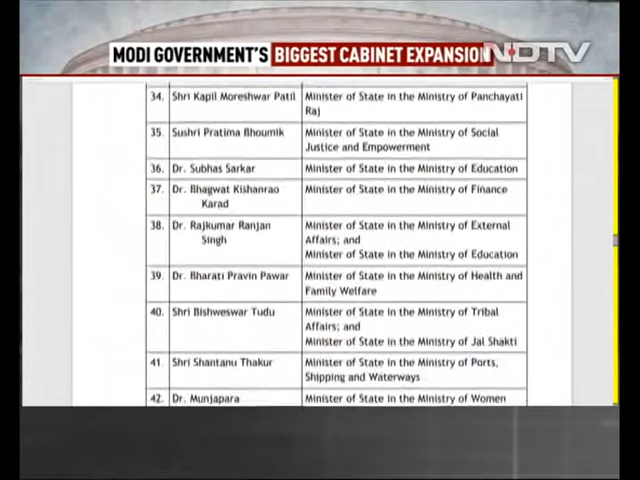 MODI GOVERNMENT'S BIGGEST CABINET EXPANSION NDTV
34. Shri Kapil Moreshwar Patil Minister of State in the Ministry of Panchayati
Raj
35. Sushri Pratima Bhoumik Minister of State in the Ministry of Social
Justice and Empowerment
36. Dr. Subhas Sarkar Minister of State in the Ministry of Education
37. Dr. Bhagwat Kishanrao Minister of State in the Ministry of Finance
Karad
38. Dr. Rajkumar Ranjan Minister of State in the Ministry of External
Singh Affairs; and
Minister of State in the Ministry of Education
39. Dr. Bharati Pravin Pawar Minister of State in the Ministry of Health and
Family Welfare
40. Shri Bishweswar Tudu Minister of State in the Ministry of Tribal
Affairs; and
Minister of State in the Ministry of Jal Shakti
41. Shri Shantanu Thakur Minister of State in the Ministry of Ports,
Shipping and Waterways
42. Dr. Munjapara Minister of State in the Ministry of Women